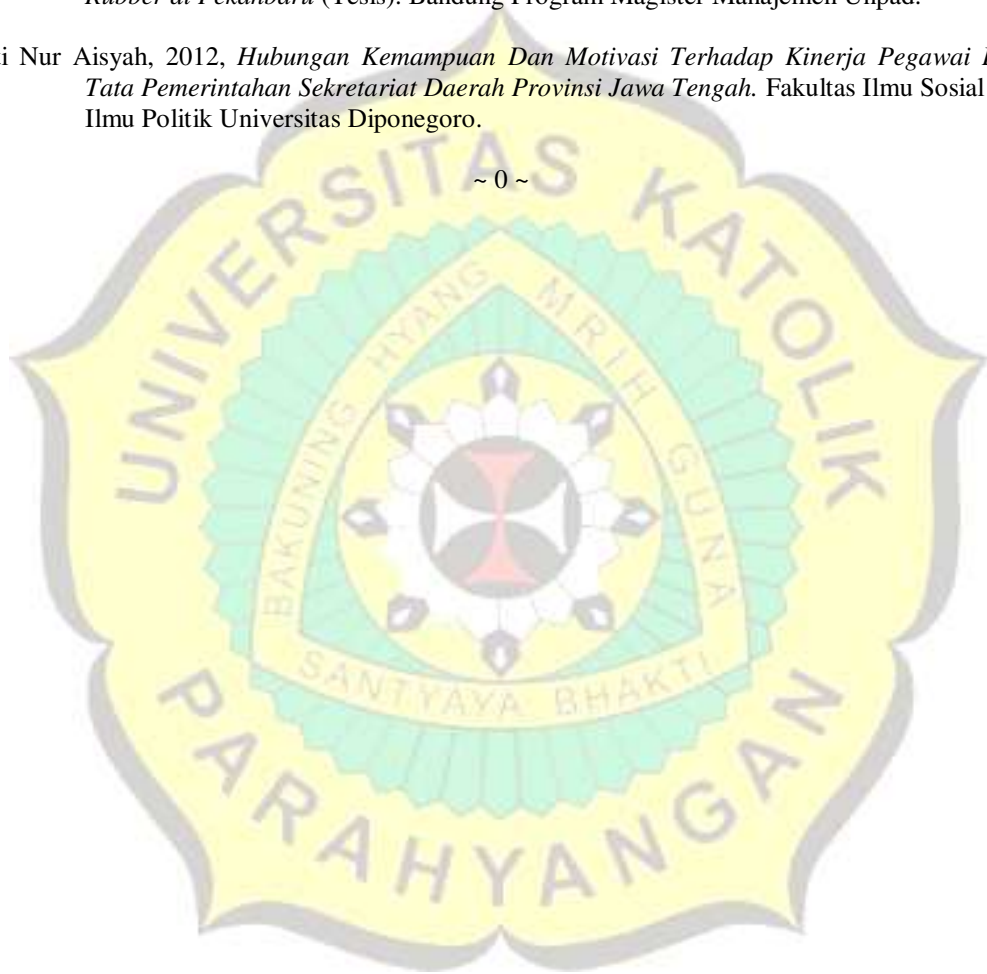 Rubber di Pekanbaru (Tesis). Bandung Program Magister Manajemen Unpad.
Nur Aisyah, 2012, Hubungan Kemampuan Dan Motivasi Terhadap Kinerja Pegawai
Tata Pemerintahan Sekretariat Daerah Provinsi Jawa Tengah. Fakultas Ilmu Sosial
Ilmu Politik Universitas Diponegoro.
~ 0 ~
UNIVERSITAS KATOLIK
BAKUNING HYANG MRIH GUNA
SANTYAYA BHAKTI
PARAHYANGAN